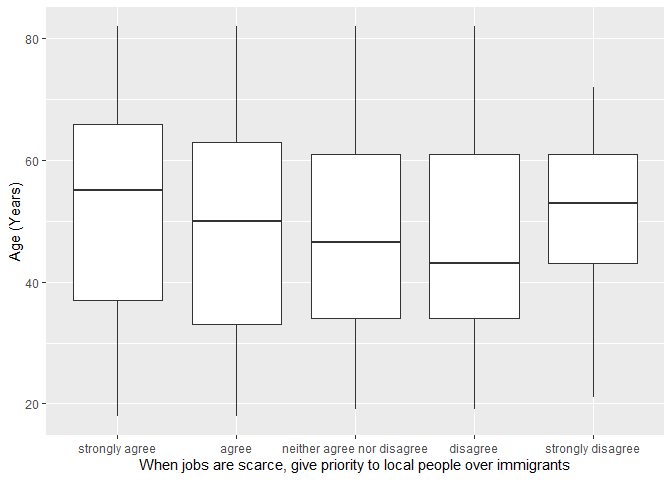 80
60
40
20
Age (Years)
strongly agree
agree
neither agree nor disagree
disagree
strongly disagree
When jobs are scarce, give priority to local people over immigrants